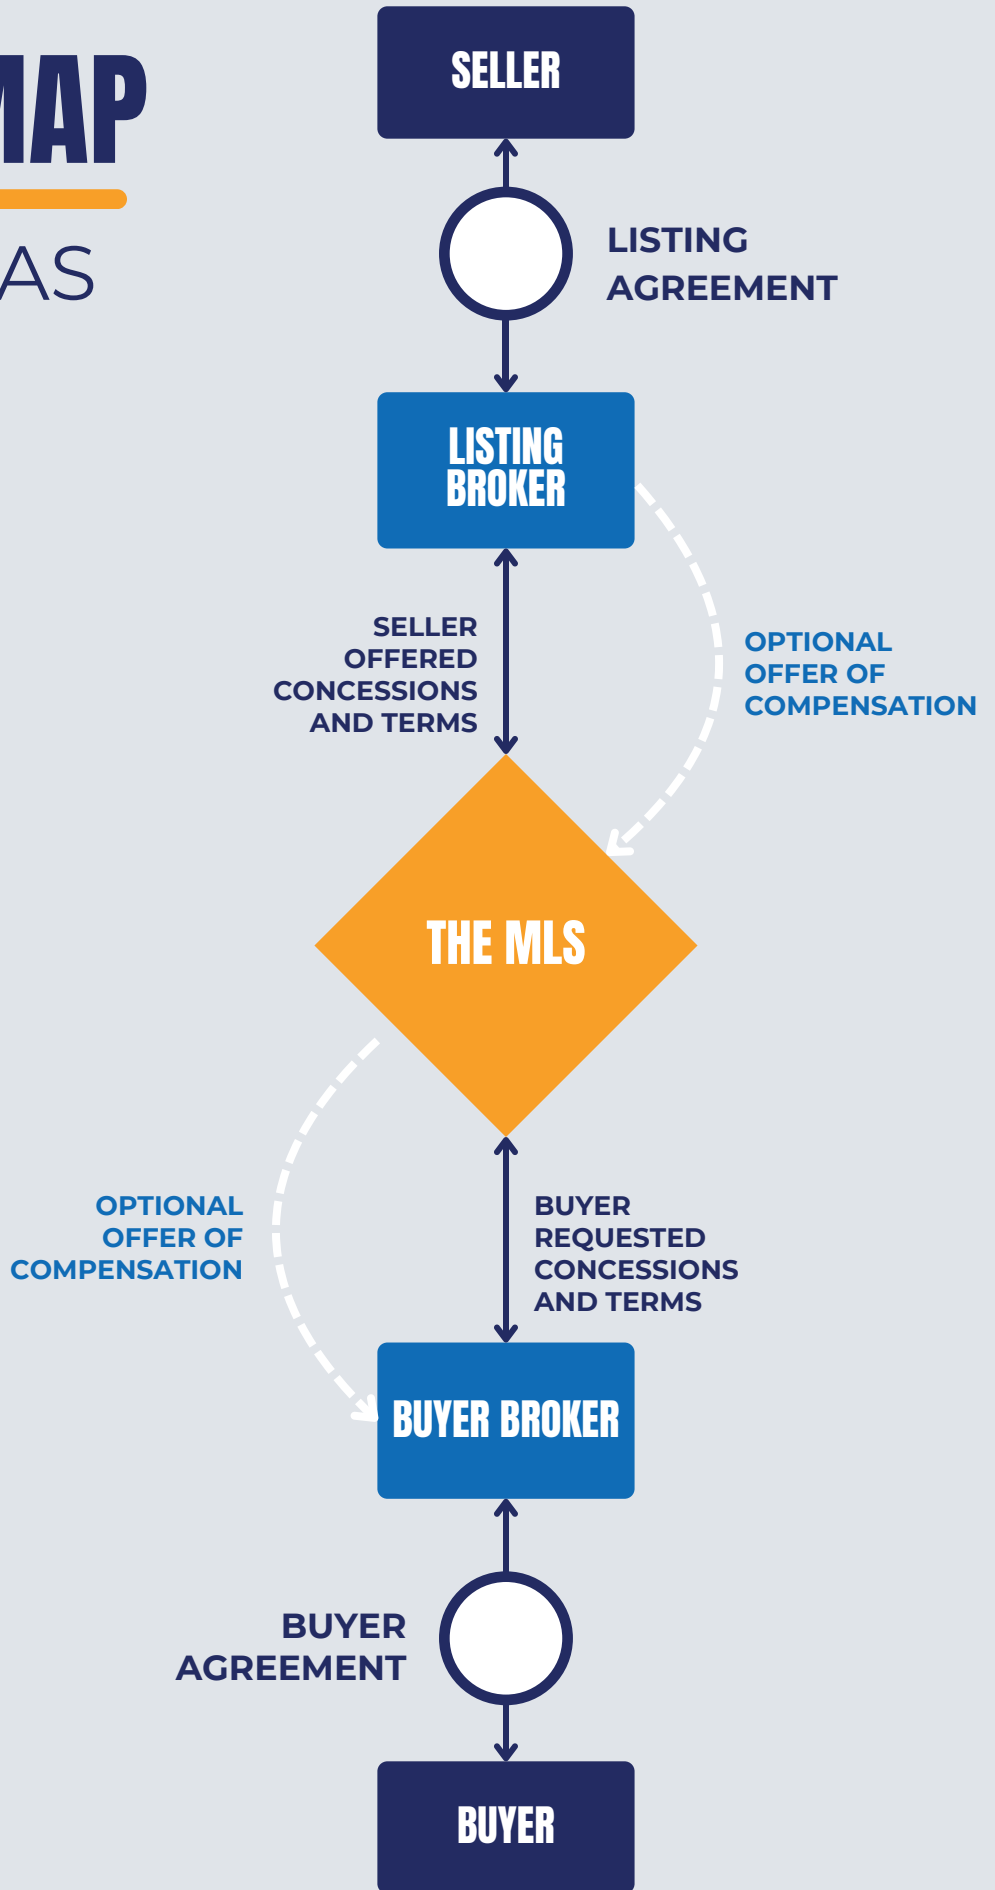 MAP
AS
SELLER
LISTING
AGREEMENT
LISTING
BROKER
SELLER
OFFERED
CONCESSIONS
AND TERMS
OPTIONAL
OFFER OF
COMPENSATION
THE MLS
OPTIONAL
OFFER OF
COMPENSATION
BUYER
REQUESTED
CONCESSIONS
AND TERMS
BUYER BROKER
BUYER
AGREEMENT
BUYER